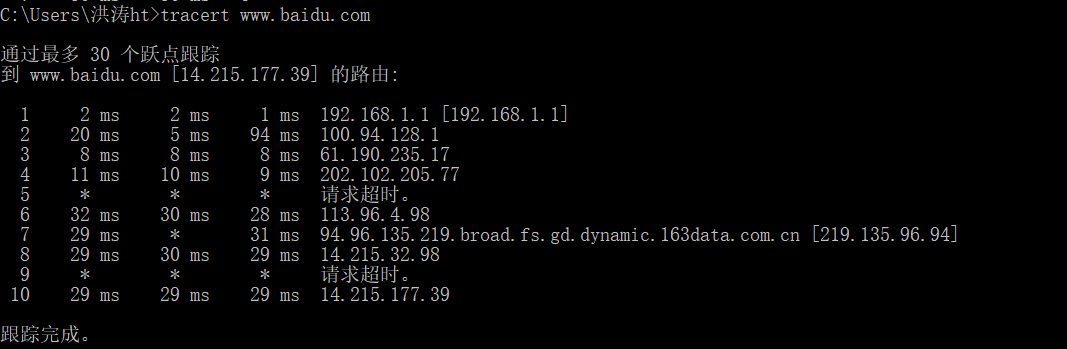 C:\Users\洪涛ht>tracert www.baidu.com
通过最多 30 个跃点跟踪
到 www.baidu.com [14.215.177.39] 的路由:
1 2 ms 2 ms 1 ms 192.168.1.1 [192.168.1.1]
2 20 ms 5 ms 94 ms 100.94.128.1
3 8 ms 8 ms 8 ms 61.190.235.17
4 11 ms 10 ms 9 ms 202.102.205.77
5 * * * 请求超时。
6 32 ms 30 ms 28 ms 113.96.4.98
7 29 ms * 31 ms 94.96.135.219.broad.fs.gd.dynamic.163data.com.cn [219.135.96.94]
8 29 ms 30 ms 29 ms 14.215.32.98
9 * * * 请求超时。
10 29 ms 29 ms 29 ms 14.215.177.39
跟踪完成。